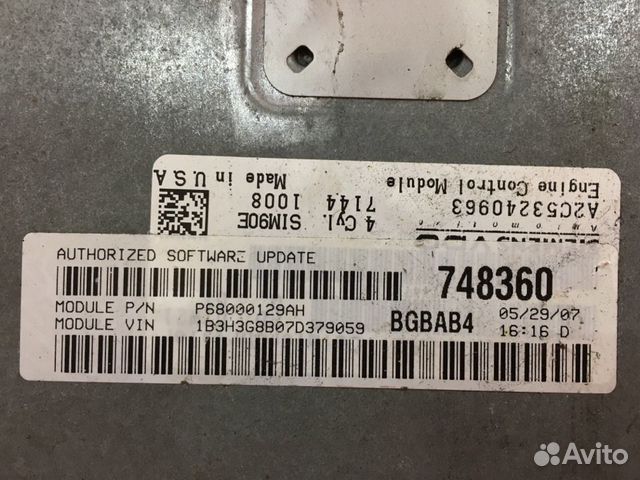 Made in U.S A
1008
7144
SIM90E
4 Cyl.
Engine Control Module
A2C53240963
Automotive
AUTHORIZED SOFTWARE UPDATE
748360
MODULE P/N P68000129AH
MODULE VIN 1B3H3G8B07D379059
BGBAB4
05/29/07
16:16 D
Avito